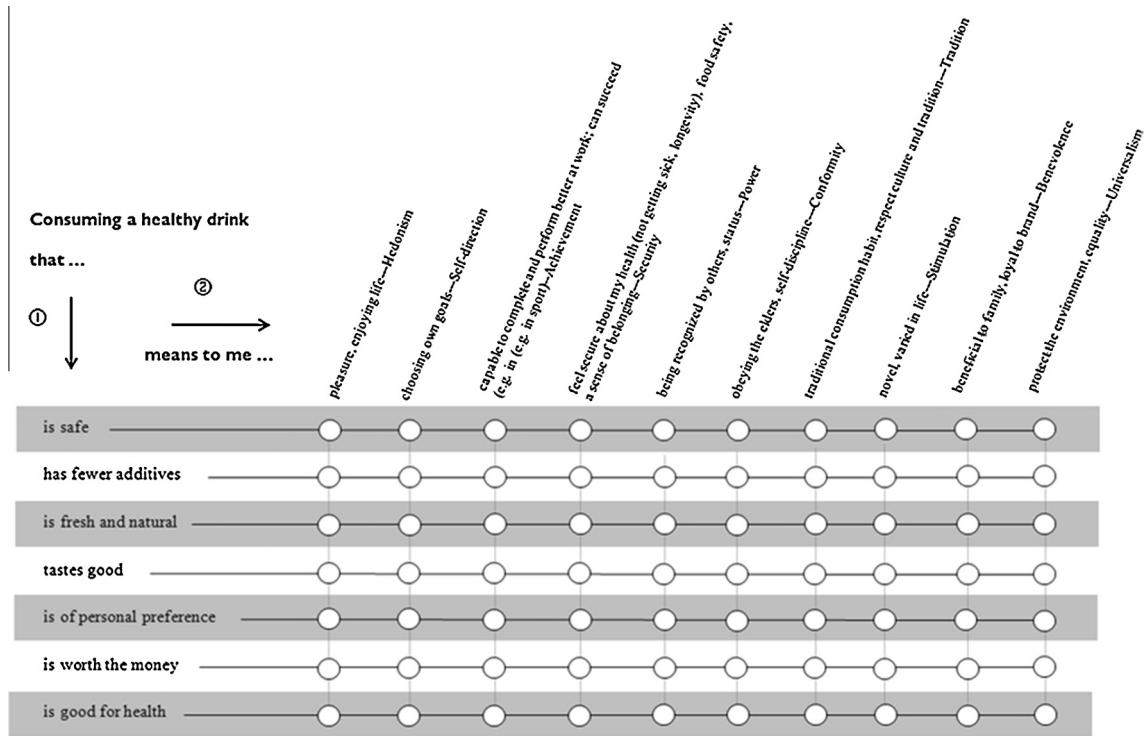 Consuming a healthy drink
that ...
①
②
means to me ...
pleasure, enjoying life—Hedonism
choosing own goals—Self-direction
capable to complete and perform better at work; can succeed
(e.g. in (e.g. in sport)—Achievement
feel secure about my health (not getting sick, longevity), food safety,
a sense of belonging—Security
being recognized by others, status—Power
obeying the elders, self-discipline—Conformity
traditional consumption habit, respect culture and tradition—Tradition
novel, varied in life—Stimulation
beneficial to family, loyal to brand—Benevolence
protect the environment, equality—Universalism
is safe
has fewer additives
is fresh and natural
tastes good
is of personal preference
is worth the money
is good for health